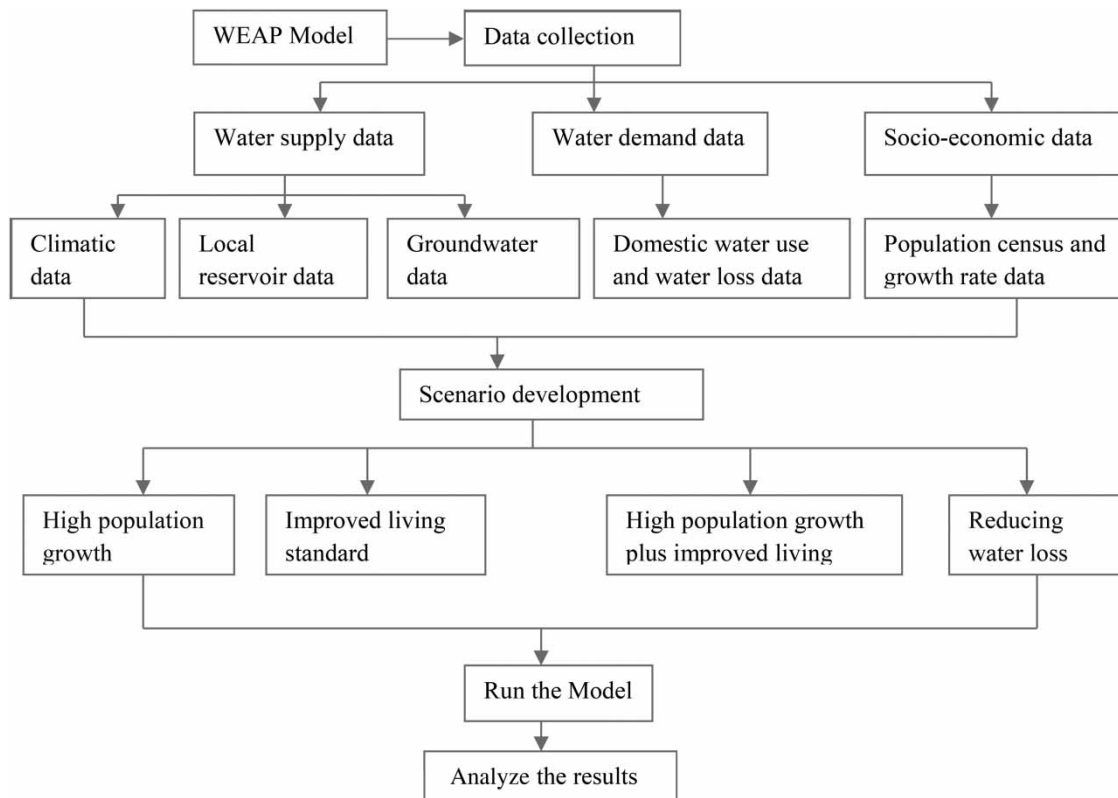 WEAP Model
Data collection
Water supply data
Water demand data
Socio-economic data
Climatic
data
Local
reservoir data
Groundwater
data
Domestic water use
and water loss data
Population census and
growth rate data
Scenario development
High population
growth
Improved living
standard
High population growth
plus improved living
Reducing
water loss
Run the Model
Analyze the results